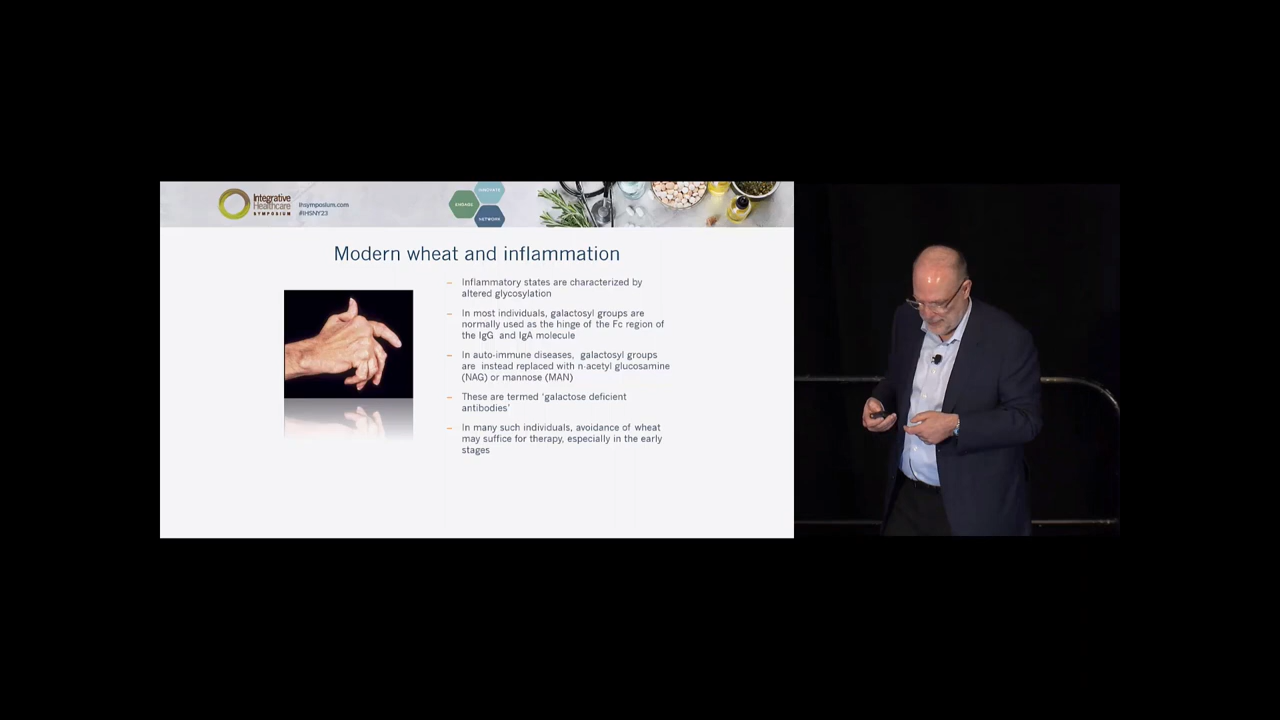 Integrative
Healthcare
SYMPOSIUM
ihsymposium.com
#IHSNY23
INNOVATE
ENGAGE
NETWORK
Modern wheat and inflammation
– Inflammatory states are characterized by
altered glycosylation
– In most individuals, galactosyl groups are
normally used as the hinge of the Fc region of
the IgG and IgA molecule
– In auto-immune diseases, galactosyl groups
are instead replaced with n-acetyl glucosamine
(NAG) or mannose (MAN)
– These are termed ‘galactose deficient
antibodies’
– In many such individuals, avoidance of wheat
may suffice for therapy, especially in the early
stages